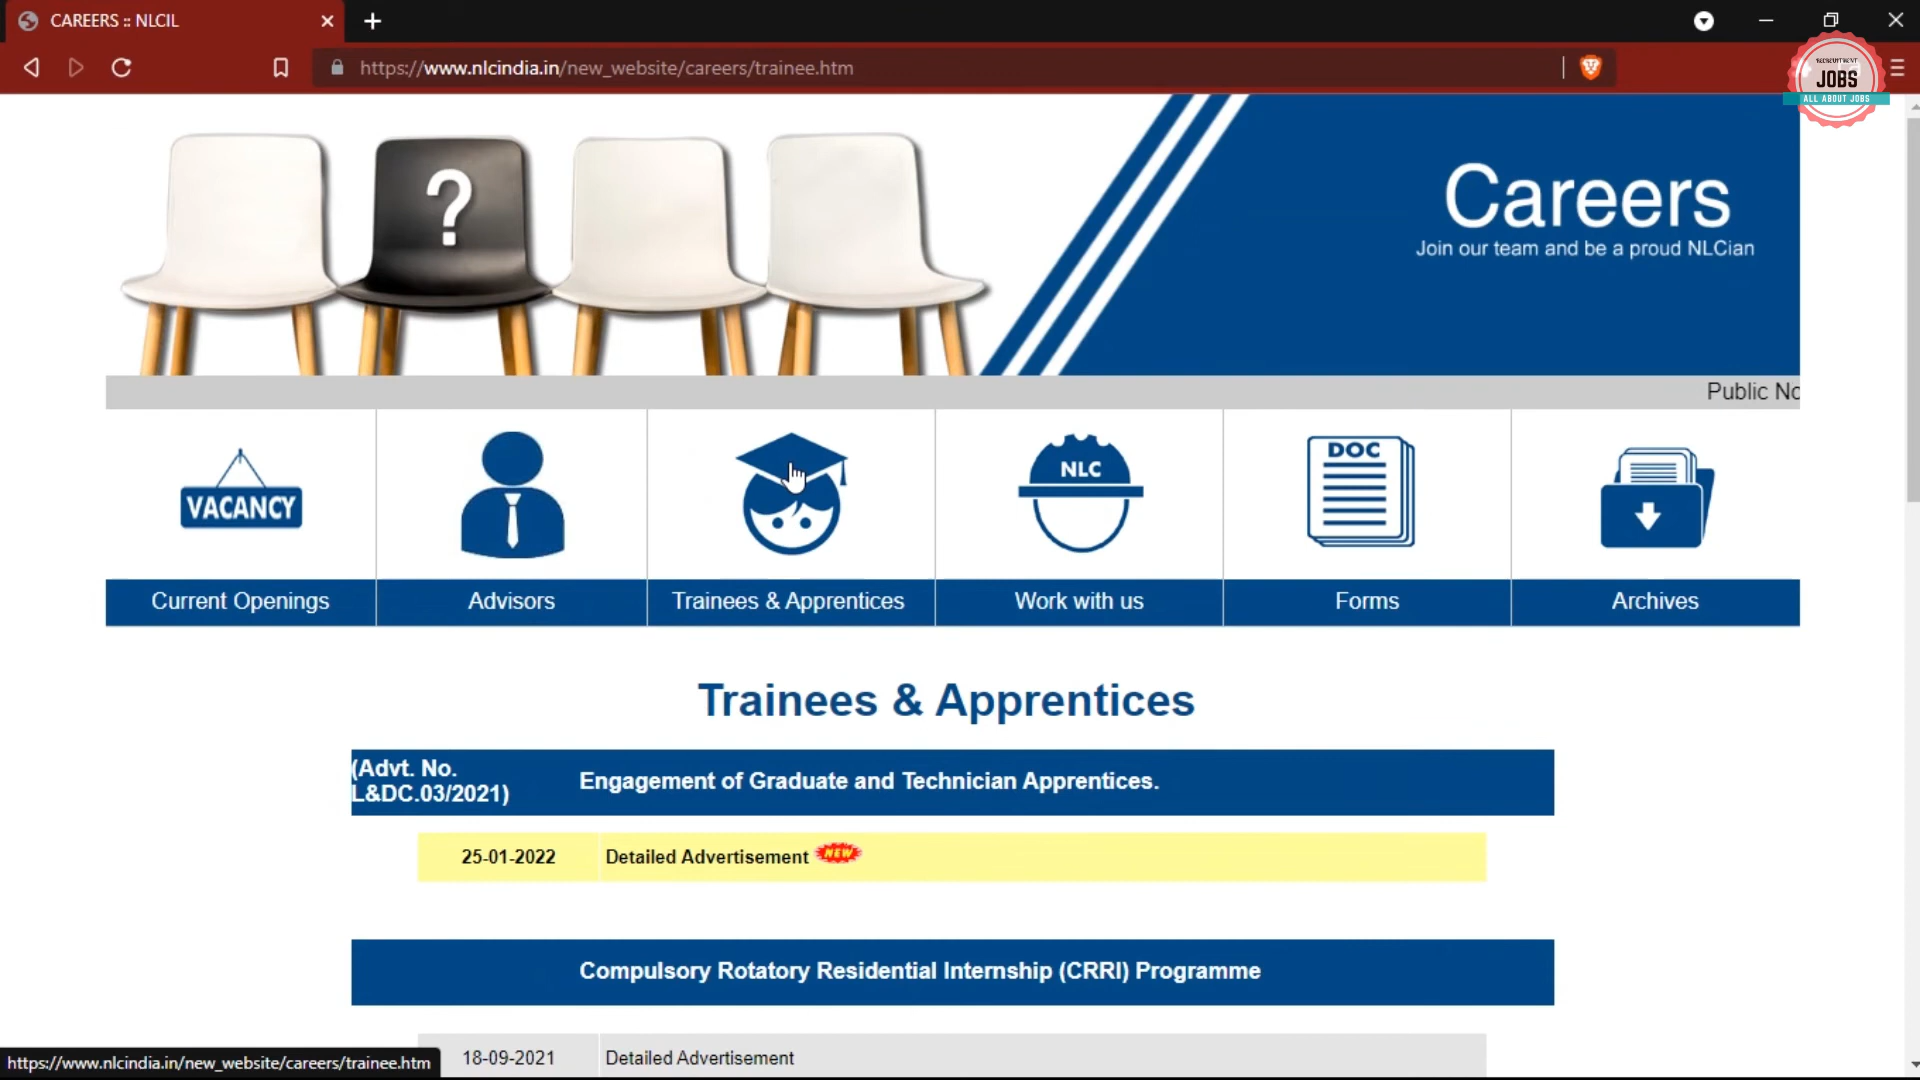 CAREERS :: NLCIL
https://www.nlcindia.in/new_website/careers/trainee.htm
RECRUITMENT
JOBS
ALL ABOUT JOBS
?
Careers
Join our team and be a proud NLCian
Public No
VACANCY
NLC
DOC
Current Openings
Advisors
Trainees & Apprentices
Work with us
Forms
Archives
Trainees & Apprentices
(Advt. No.
L&DC.03/2021)
Engagement of Graduate and Technician Apprentices.
25-01-2022
Detailed Advertisement NEW
Compulsory Rotatory Residential Internship (CRRI) Programme
18-09-2021
Detailed Advertisement
https://www.nlcindia.in/new_website/careers/trainee.htm